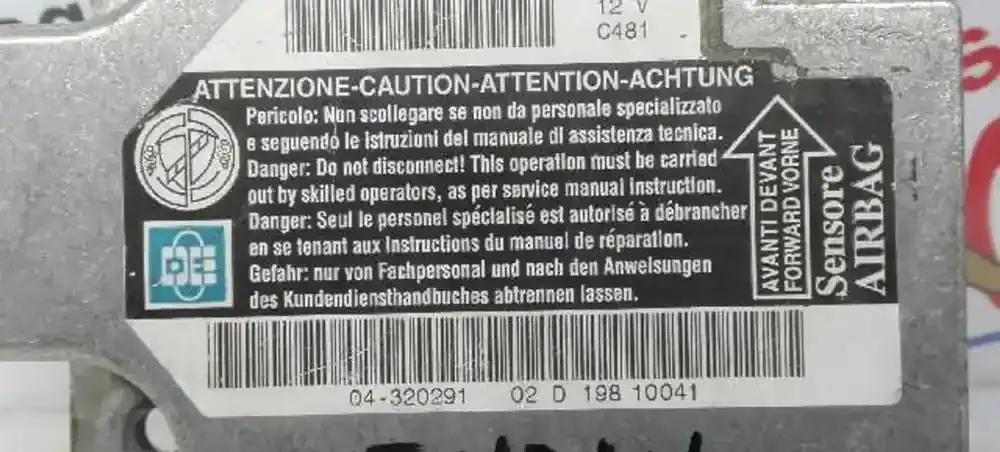 12 V
C481
ATTENZIONE-CAUTION-ATTENTION-ACHTUNG
Pericolo: Non scollegare se non da personale specializzato
e seguendo le istruzioni del manuale di assistenza tecnica.
Danger: Do not disconnect! This operation must be carried
out by skilled operators, as per service manual instruction.
Danger: Seul le personel spécialisé est autorisé à débrancher
en se tenant aux instructions du manuel de réparation.
Gefahr: nur von Fachpersonal und nach den Anweisungen
des Kundendiensthandbuches abtrennen lassen.
AVANTI DEVANT
FORWARD VORNE
Sensore
AIRBAG
04-320291 02 D 198 10041